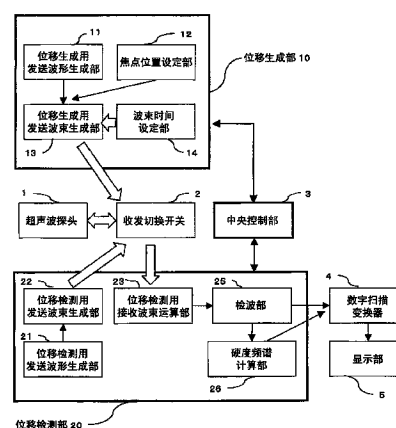 11
12
位移生成用
发送波形生成部
焦点位置设定部
位移生成部 10
位移生成用
发送波束生成部
波束时间
设定部
13
14
1
2
3
超声波探头
收发切换开关
中央控制部
22
23
25
4
位移检测用
发送波束生成部
位移检测用
接收波束运算部
检波部
数字扫描
变换器
21
位移检测用
发送波形生成部
硬度频谱
计算部
显示部
26
5
位移检测部 20